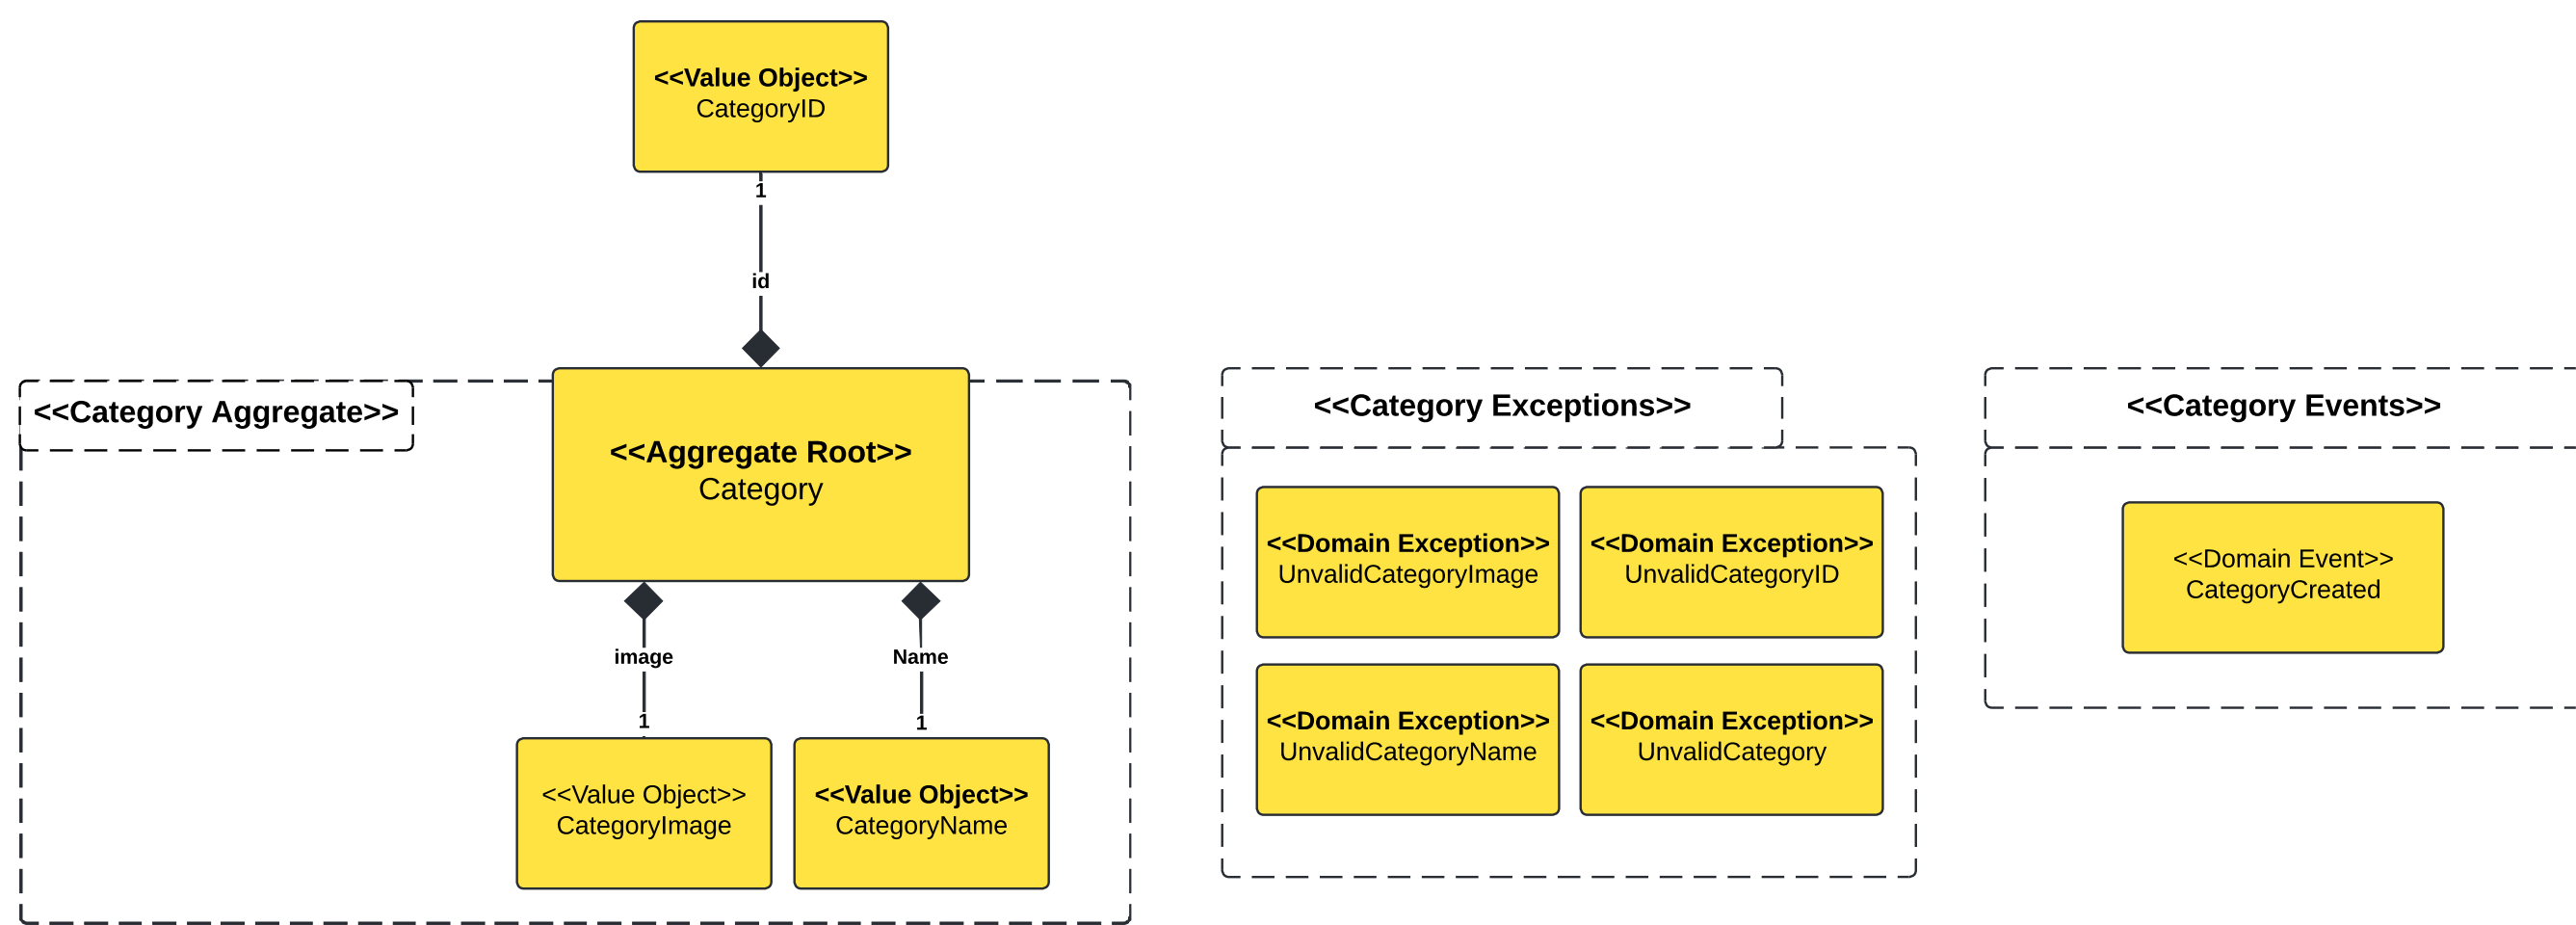 <<Value Object>>
CategoryID
1
id
<<Category Aggregate>>
<<Aggregate Root>>
Category
image
Name
1
1
<<Value Object>>
CategoryImage
<<Value Object>>
CategoryName
<<Category Exceptions>>
<<Domain Exception>>
UnvalidCategoryImage
<<Domain Exception>>
UnvalidCategoryID
<<Domain Exception>>
UnvalidCategoryName
<<Domain Exception>>
UnvalidCategory
<<Category Events>>
<<Domain Event>>
CategoryCreated